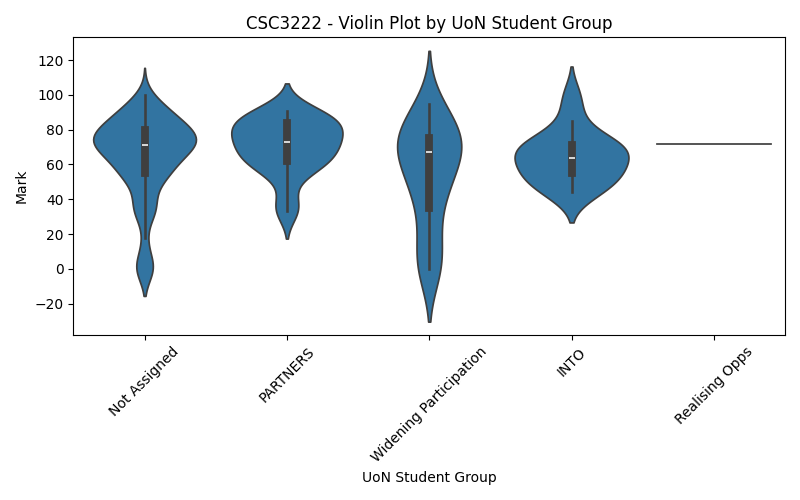 CSC3222 - Violin Plot by UoN Student Group
Mark
120
100
80
60
40
20
0
−20
Not Assigned
PARTNERS
Widening Participation
INTO
Realising Opps
UoN Student Group